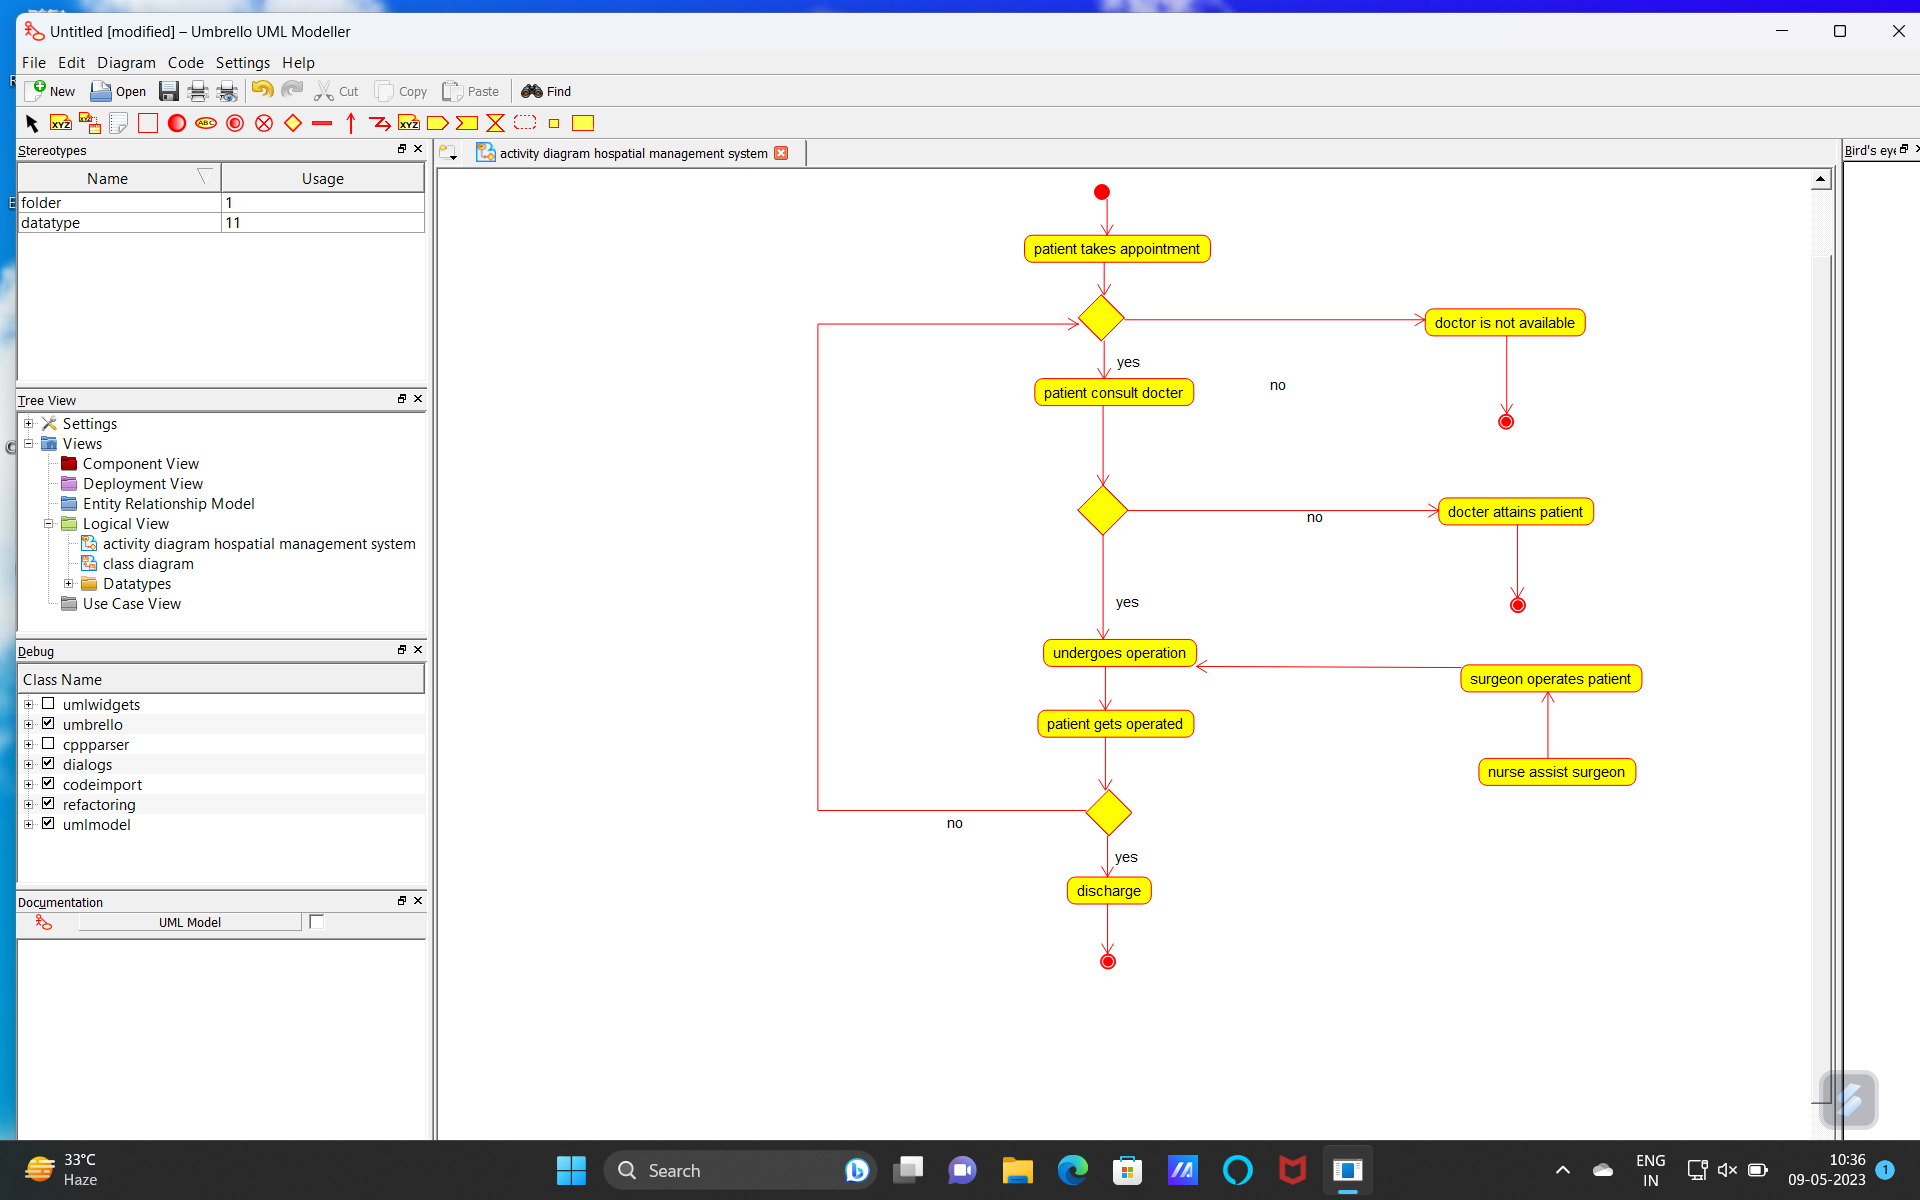 Untitled [modified] – Umbrello UML Modeller
File Edit Diagram Code Settings Help
New Open Cut Copy Paste Find
XYZ XYZ ABC XYZ
Stereotypes
activity diagram hospatial management system
Bird's eye
Name Usage
folder 1
datatype 11
Tree View
Settings
Views
Component View
Deployment View
Entity Relationship Model
Logical View
activity diagram hospatial management system
class diagram
Datatypes
Use Case View
Debug
Class Name
umlwidgets
umbrello
cppparser
dialogs
codeimport
refactoring
umlmodel
Documentation
UML Model
patient takes appointment
doctor is not available
yes
no
patient consult docter
no
docter attains patient
yes
undergoes operation
surgeon operates patient
patient gets operated
nurse assist surgeon
no
yes
discharge
33°C
Haze
Search
ENG
IN
10:36
09-05-2023
1